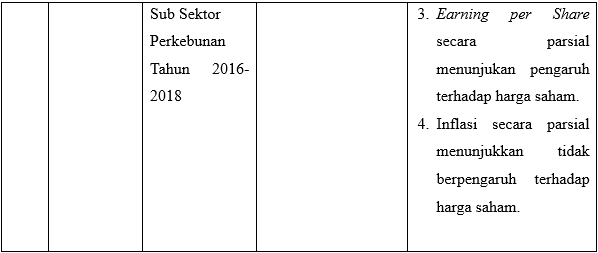 Sub Sektor
Perkebunan
Tahun 2016-
2018
3. Earning per Share
secara parsial
menunjukan pengaruh
terhadap harga saham.
4. Inflasi secara parsial
menunjukkan tidak
berpengaruh terhadap
harga saham.